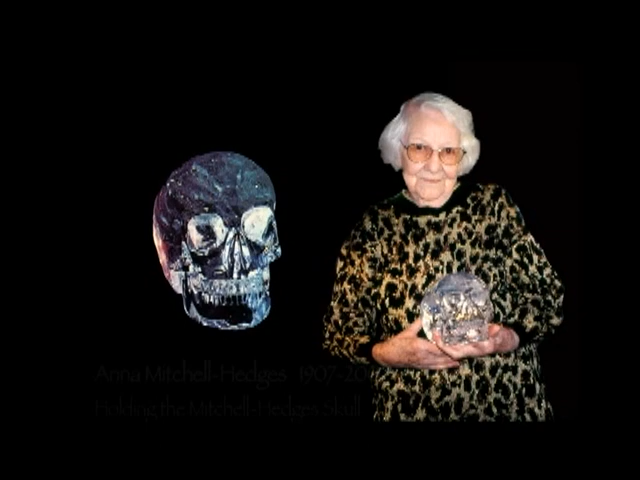 Anna Mitchell-Hedges 1907-20
Holding the Mitchell-Hedges Skull